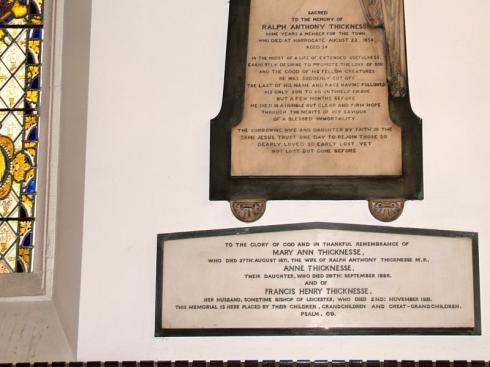 SACRED
TO THE MEMORY OF
RALPH ANTHONY THICKNESSE
SOME YEARS A MEMBER FOR THIS TOWN
WHO DIED AT HARROGATE AUGUST 22, 1854,
AGED 54
IN THE MIDST OF A LIFE OF EXTENDED USEFULNESS,
EARNESTLY DESIRING TO PROMOTE THE LOVE OF GOD
AND THE GOOD OF HIS FELLOW CREATURES
HE WAS SUDDENLY CUT OFF
THE LAST OF HIS NAME AND RACE HAVING FOLLOWED
HIS ONLY SON TO AN UNTIMELY GRAVE
BUT A FEW MONTHS BEFORE
HE DIED IN A HUMBLE BUT CLEAR AND FIRM HOPE
THROUGH THE MERITS OF HIS SAVIOUR
OF A BLESSED IMMORTALITY.
THE SORROWING WIFE AND DAUGHTER BY FAITH IN THE
SAME JESUS TRUST ONE DAY TO REJOIN THOSE SO
DEARLY LOVED SO EARLY LOST YET
NOT LOST BUT GONE BEFORE
TO THE GLORY OF GOD AND IN THANKFUL REMEMBRANCE OF
MARY ANN THICKNESSE,
WHO DIED 27TH AUGUST 1871, THE WIFE OF RALPH ANTHONY THICKNESSE M.P.,
ANNE THICKNESSE,
THEIR DAUGHTER, WHO DIED 29TH SEPTEMBER
AND OF
FRANCIS HENRY THICKNESSE,
HER HUSBAND, SOMETIME BISHOP OF LEICESTER, WHO DIED 2ND NOVEMBER
THIS MEMORIAL IS HERE PLACED BY THEIR CHILDREN, GRANDCHILDREN AND GREAT-GRANDCHILDREN.
PSALM.